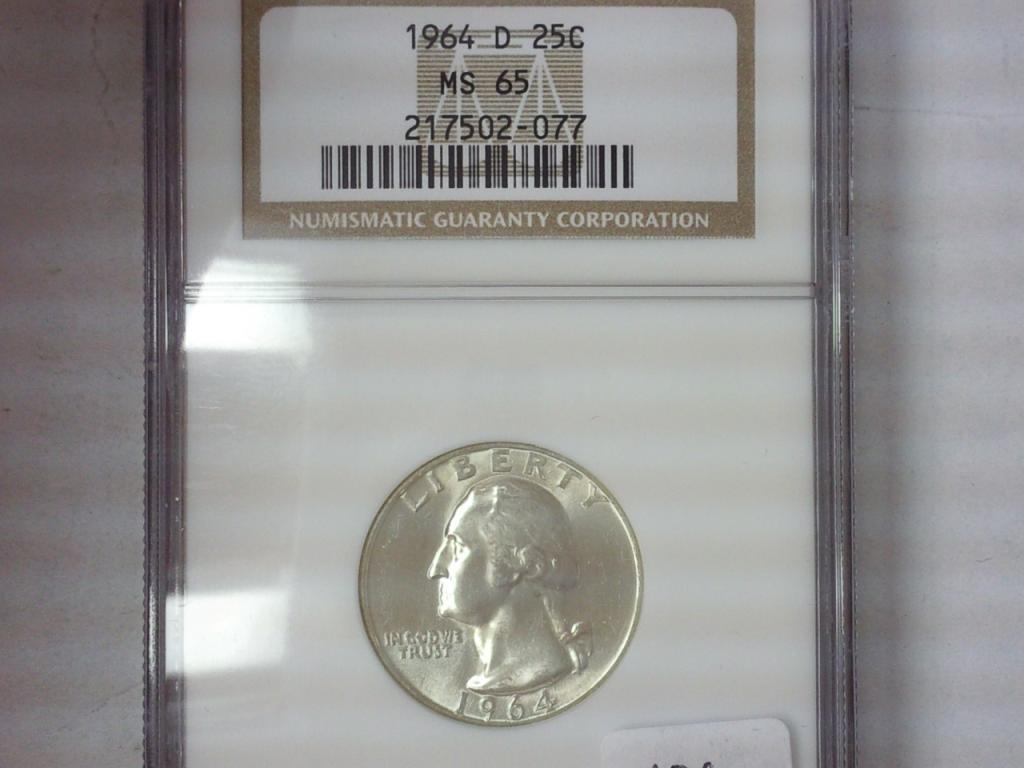 1964 D 25C
MS 65
217502-077
NUMISMATIC GUARANTY CORPORATION
LIBERTY
IN GOD WE
TRUST
1964